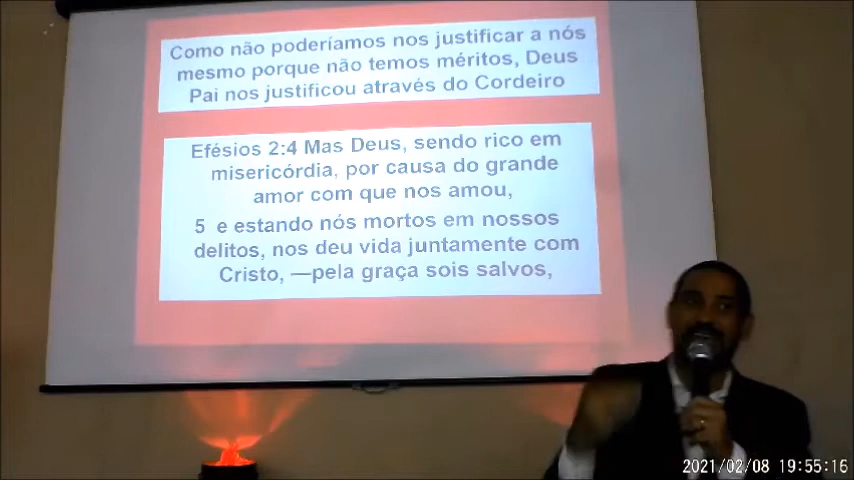 Como não poderíamos nos justificar a nós
mesmo porque não temos méritos, Deus
Pai nos justificou através do Cordeiro
Efésios 2:4 Mas Deus, sendo rico em
misericórdia, por causa do grande
amor com que nos amou,
5 e estando nós mortos em nossos
delitos, nos deu vida juntamente com
Cristo, —pela graça sois salvos,
2021/02/08 19:55:16